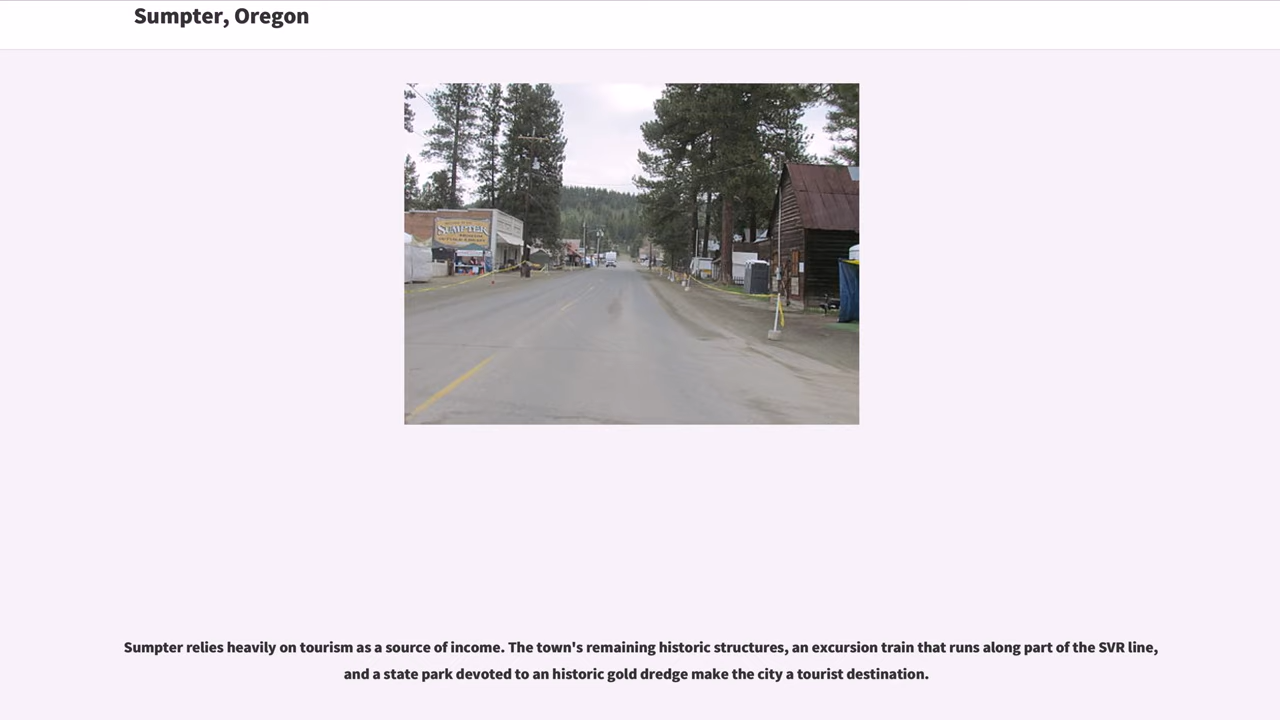 Sumpter, Oregon
SUMPTER
Sumpter relies heavily on tourism as a source of income. The town's remaining historic structures, an excursion train that runs along part of the SVR line,
and a state park devoted to an historic gold dredge make the city a tourist destination.